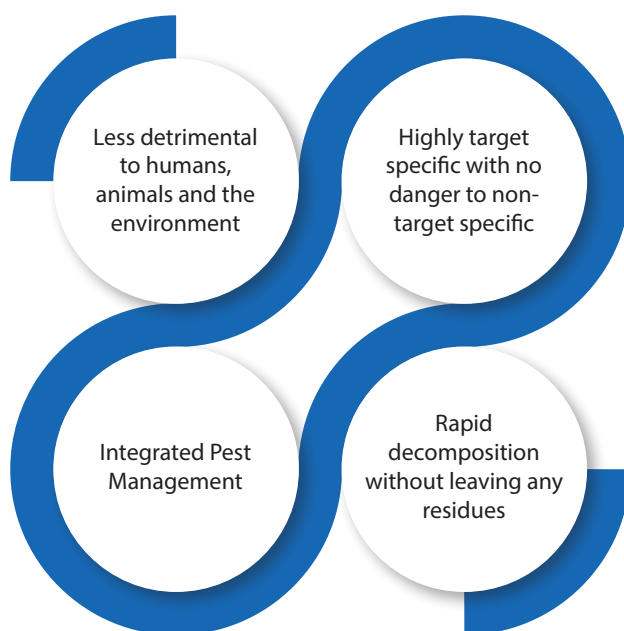 Less detrimental
to humans,
animals and the
environment
Highly target
specific with no
danger to non-
target specific
Integrated Pest
Management
Rapid
decomposition
without leaving any
residues